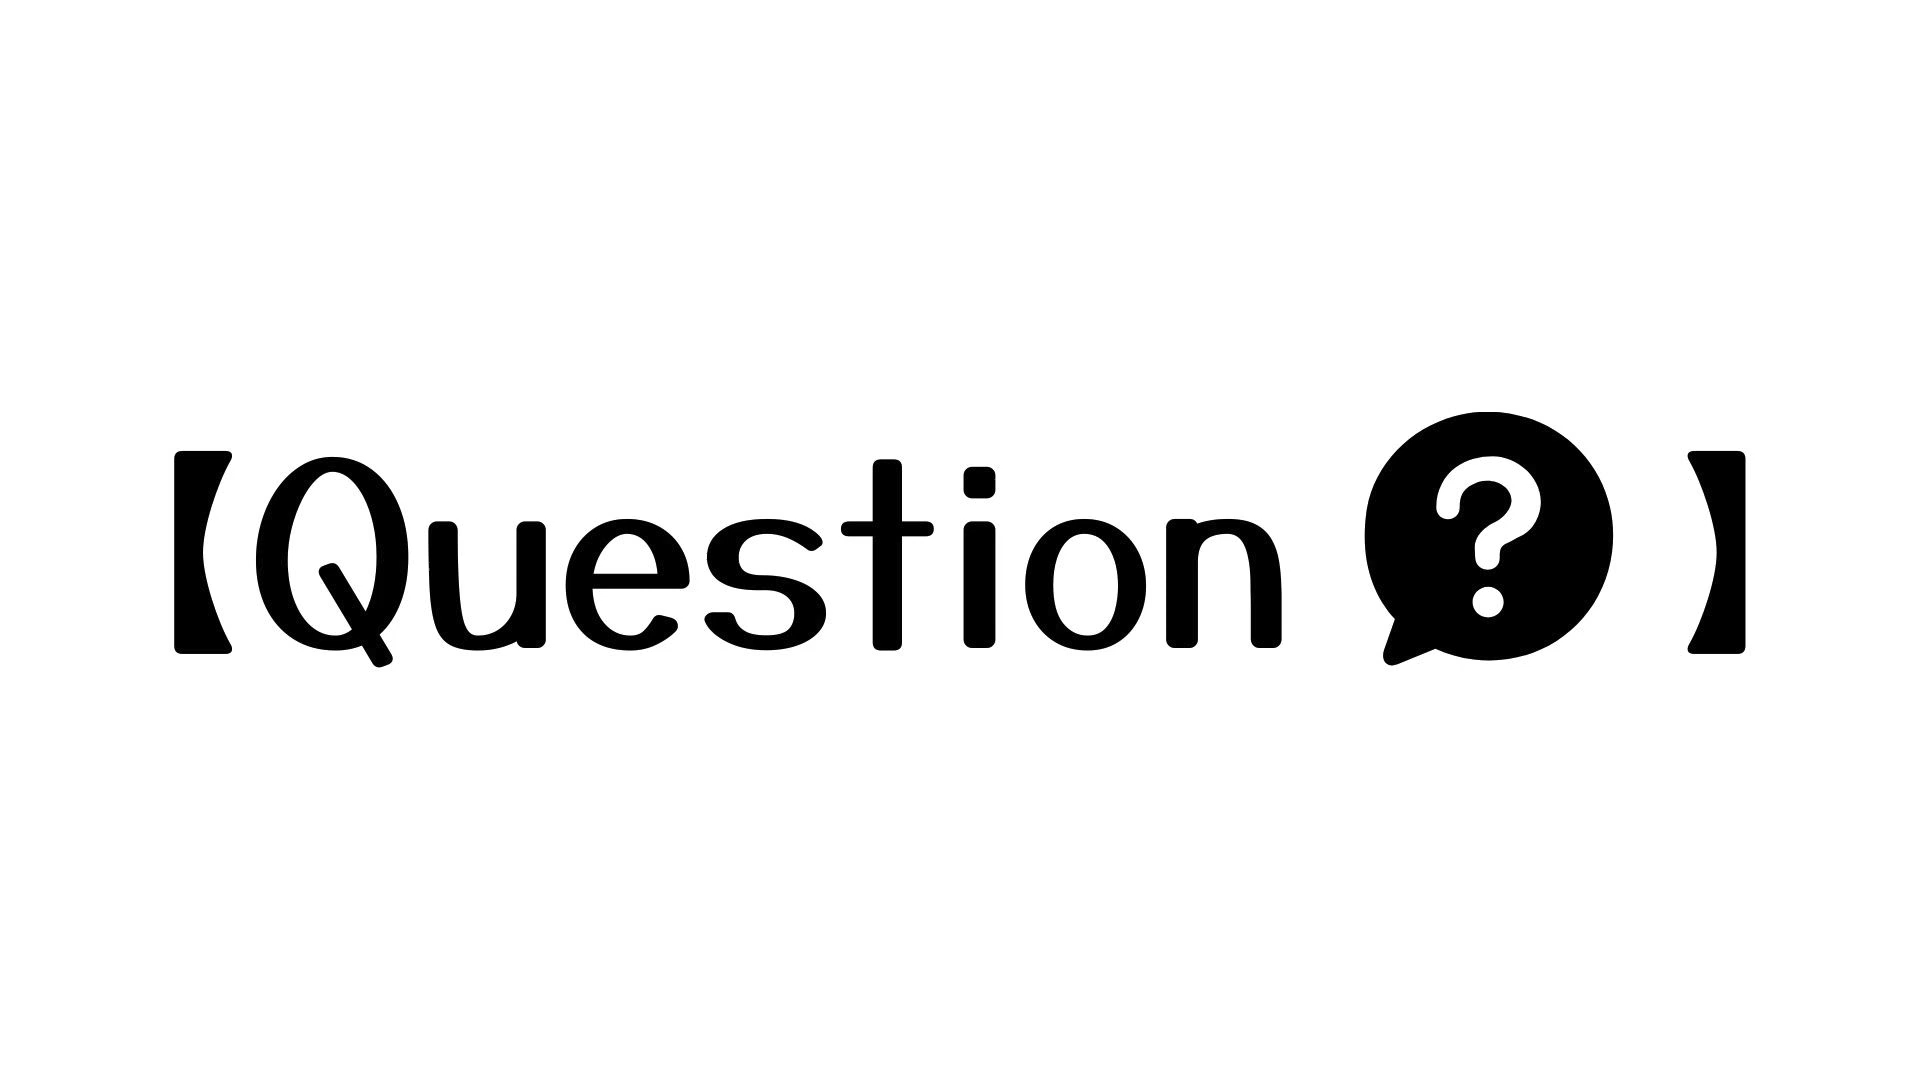 【Question ? 】